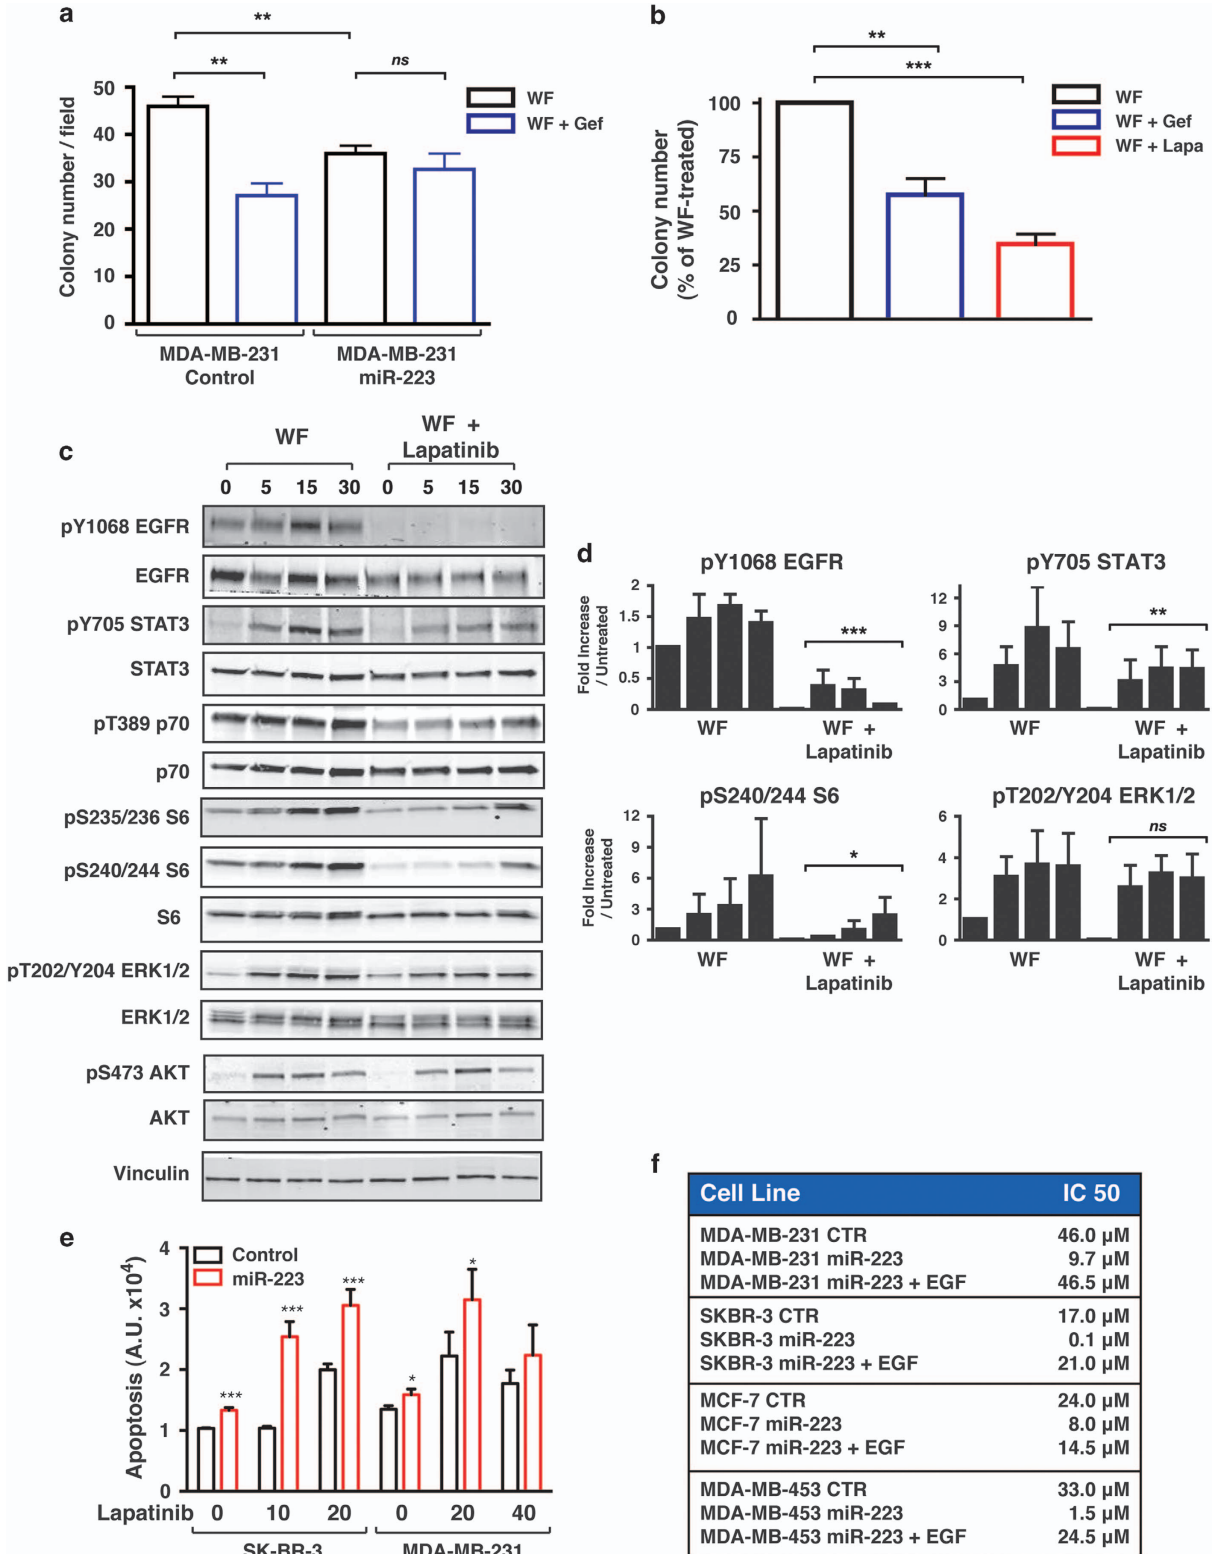 a
**
**
ns
50
40
30
20
10
0
Colony number / field
WF
WF + Gef
MDA-MB-231
Control
MDA-MB-231
miR-223
b
**
***
100
75
50
25
0
Colony number
(% of WF-treated)
WF
WF + Gef
WF + Lapa
c
WF
WF +
Lapatinib
0 5 15 30 0 5 15 30
pY1068 EGFR
EGFR
pY705 STAT3
STAT3
pT389 p70
p70
pS235/236 S6
pS240/244 S6
S6
pT202/Y204 ERK1/2
ERK1/2
pS473 AKT
AKT
Vinculin
d
pY1068 EGFR
Fold Increase
/ Untreated
2
1.5
1
0.5
0
***
WF
WF +
Lapatinib
pY705 STAT3
12
9
6
3
0
**
WF
WF +
Lapatinib
pS240/244 S6
Fold Increase
/ Untreated
12
9
6
3
0
*
WF
WF +
Lapatinib
pT202/Y204 ERK1/2
6
4
2
0
ns
WF
WF +
Lapatinib
e
Apoptosis (A.U. x10⁴)
4
3
2
1
0
Control
miR-223
***
***
***
*
*
Lapatinib 0 10 20 0 20 40
SK-BR-3 MDA-MB-231
f
Cell Line IC 50
MDA-MB-231 CTR 46.0 µM
MDA-MB-231 miR-223 9.7 µM
MDA-MB-231 miR-223 + EGF 46.5 µM
SKBR-3 CTR 17.0 µM
SKBR-3 miR-223 0.1 µM
SKBR-3 miR-223 + EGF 21.0 µM
MCF-7 CTR 24.0 µM
MCF-7 miR-223 8.0 µM
MCF-7 miR-223 + EGF 14.5 µM
MDA-MB-453 CTR 33.0 µM
MDA-MB-453 miR-223 1.5 µM
MDA-MB-453 miR-223 + EGF 24.5 µM